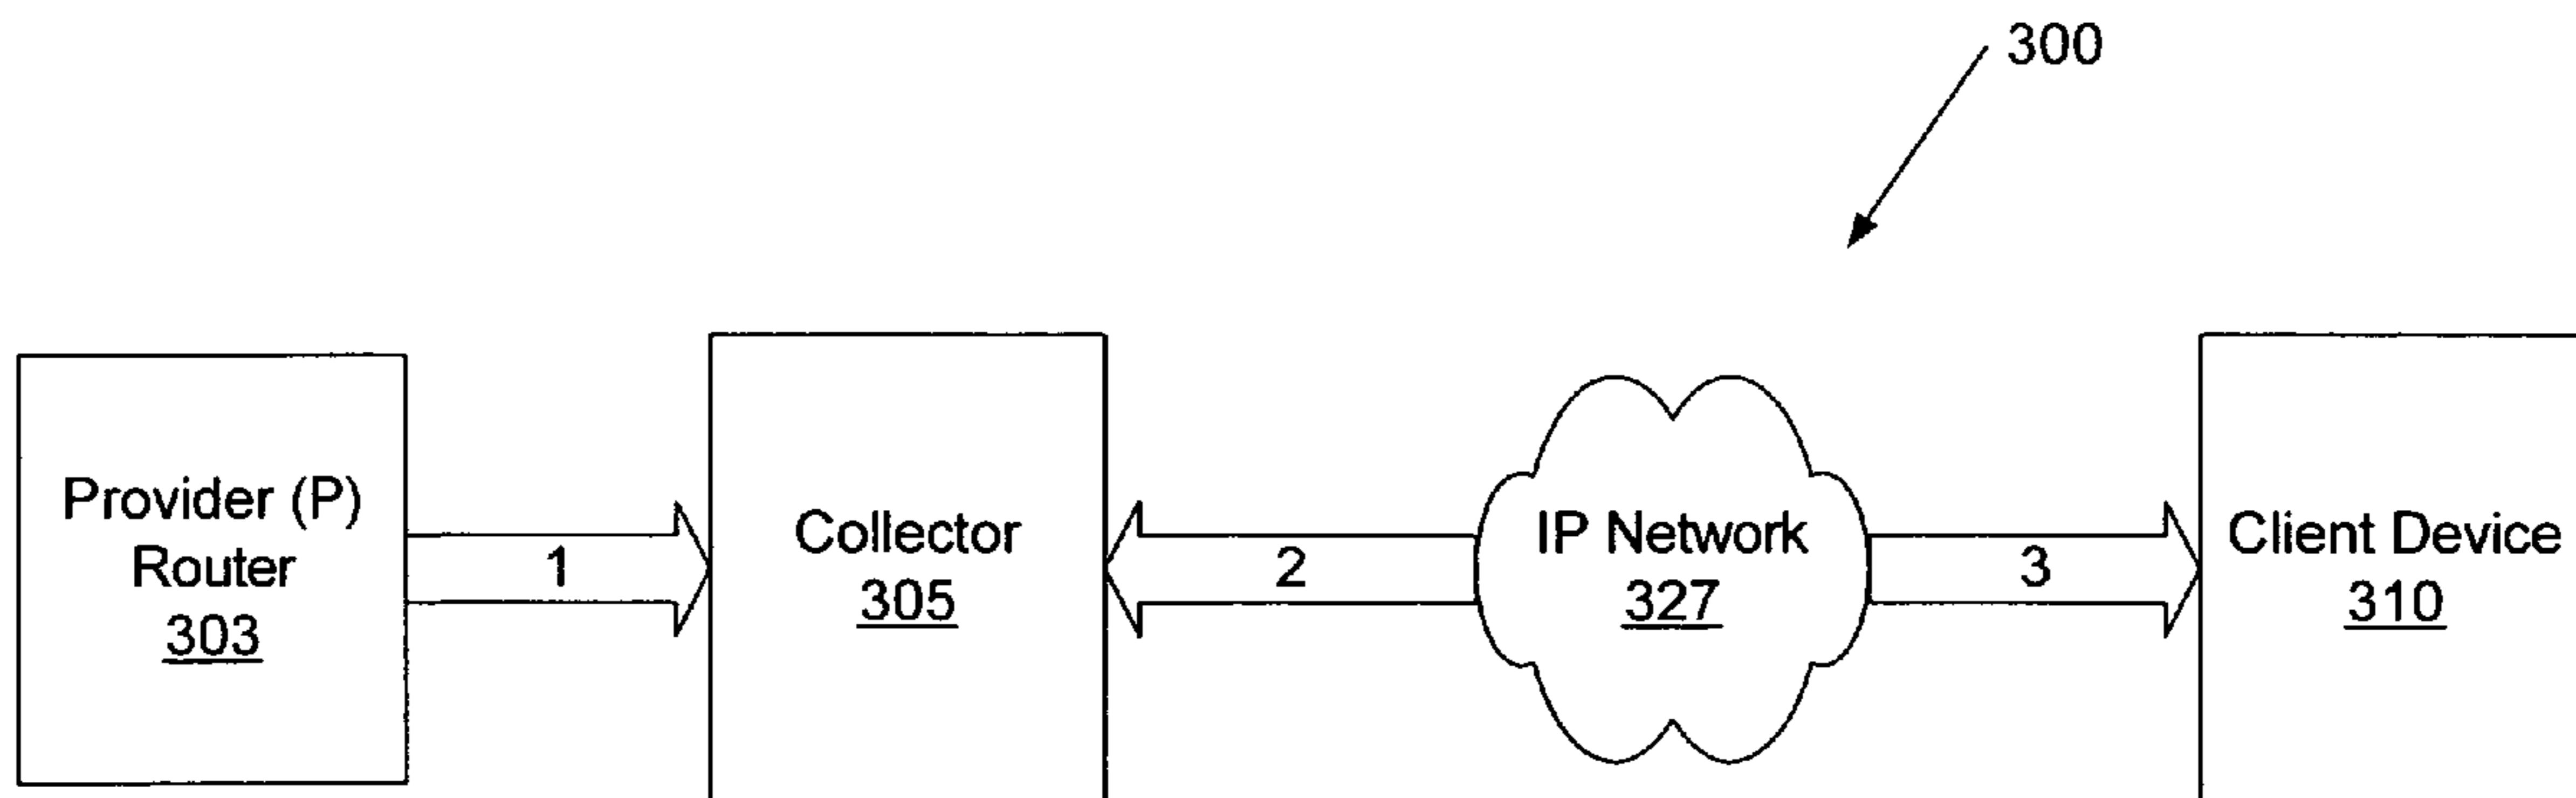 300
Provider (P)
Router
303
1
Collector
305
2
IP Network
327
3
Client Device
310